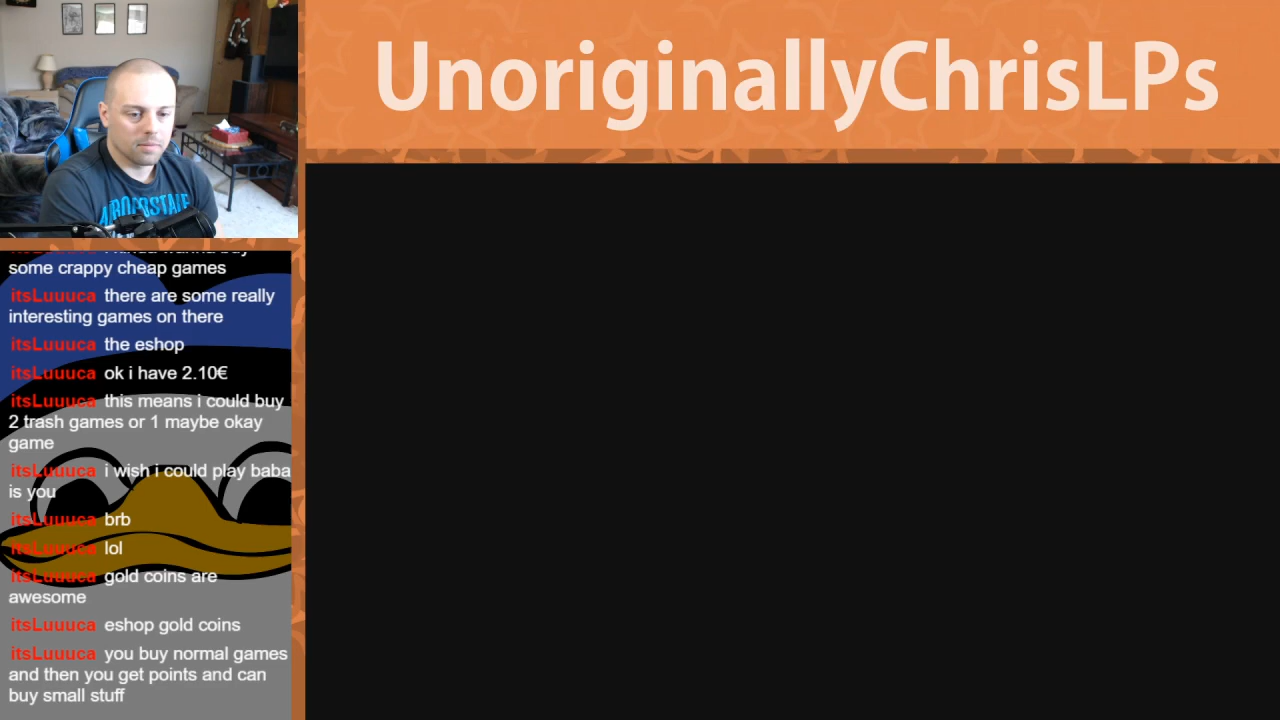 UnoriginallyChrisLPs
some crappy cheap games
itsLuuuca there are some really
interesting games on there
itsLuuuca the eshop
itsLuuuca ok i have 2.10€
itsLuuuca this means i could buy
2 trash games or 1 maybe okay
game
itsLuuuca i wish i could play baba
is you
itsLuuuca brb
itsLuuuca lol
itsLuuuca gold coins are
awesome
itsLuuuca eshop gold coins
itsLuuuca you buy normal games
and then you get points and can
buy small stuff